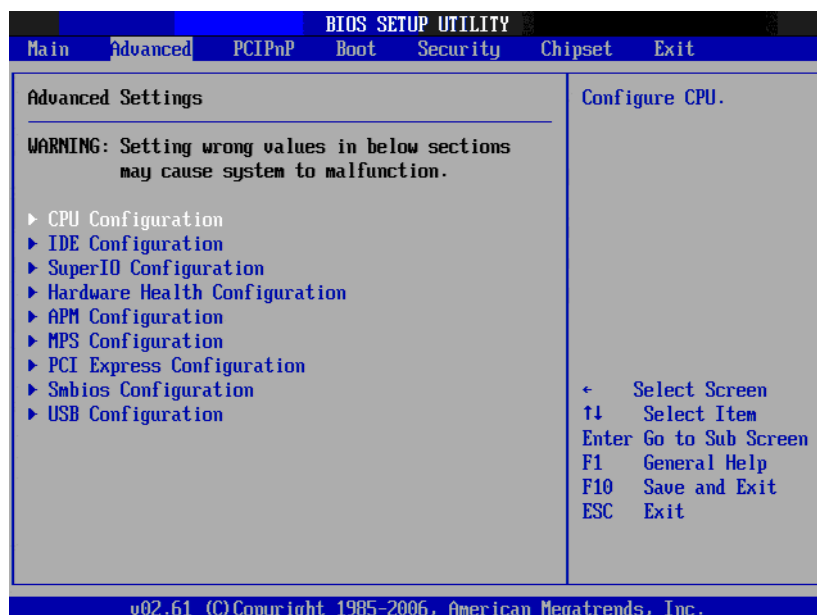 BIOS SETUP UTILITY
Main Advanced PCIPnP Boot Security Chipset Exit
Advanced Settings
WARNING: Setting wrong values in below sections
may cause system to malfunction.
▶ CPU Configuration
▶ IDE Configuration
▶ SuperIO Configuration
▶ Hardware Health Configuration
▶ APM Configuration
▶ MPS Configuration
▶ PCI Express Configuration
▶ Smbios Configuration
▶ USB Configuration
Configure CPU.
← Select Screen
↑↓ Select Item
Enter Go to Sub Screen
F1 General Help
F10 Save and Exit
ESC Exit
v02.61 (C)Copyright 1985-2006, American Megatrends, Inc.